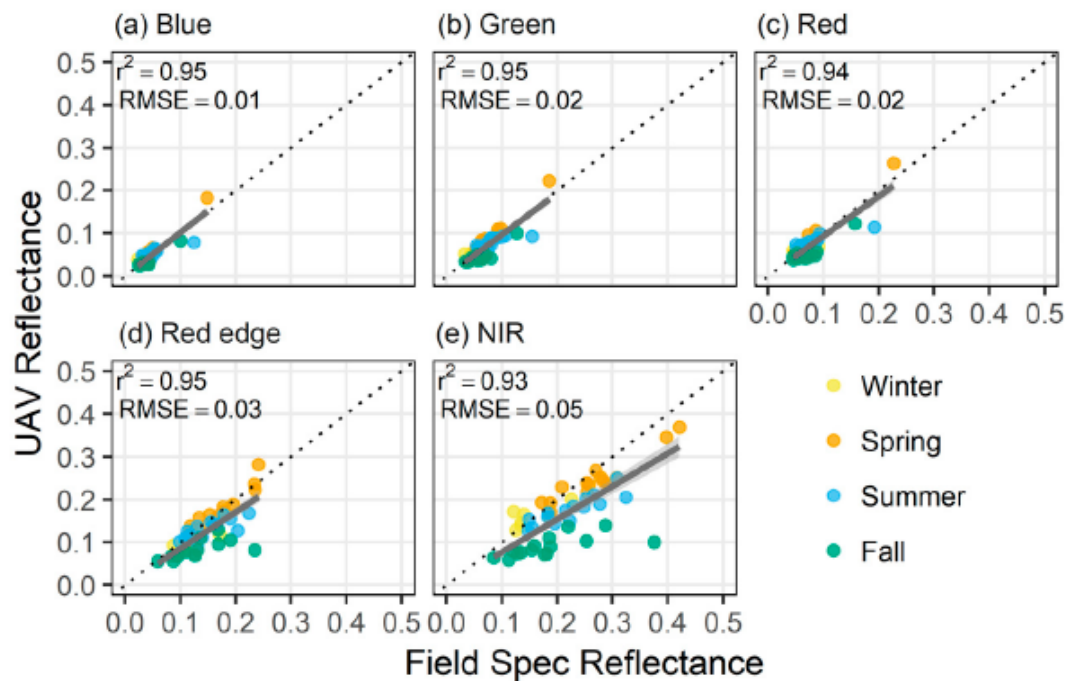 (a) Blue
(b) Green
(c) Red
0.5
r² = 0.95
r² = 0.95
r² = 0.94
0.4
RMSE = 0.01
RMSE = 0.02
RMSE = 0.02
0.3
0.2
0.1
0.0
0.0 0.1 0.2 0.3 0.4 0.5
(d) Red edge
(e) NIR
0.5
r² = 0.95
r² = 0.93
0.4
RMSE = 0.03
RMSE = 0.05
0.3
0.2
0.1
0.0
0.0 0.1 0.2 0.3 0.4 0.5
0.0 0.1 0.2 0.3 0.4 0.5
Winter
Spring
Summer
Fall
UAV Reflectance
Field Spec Reflectance